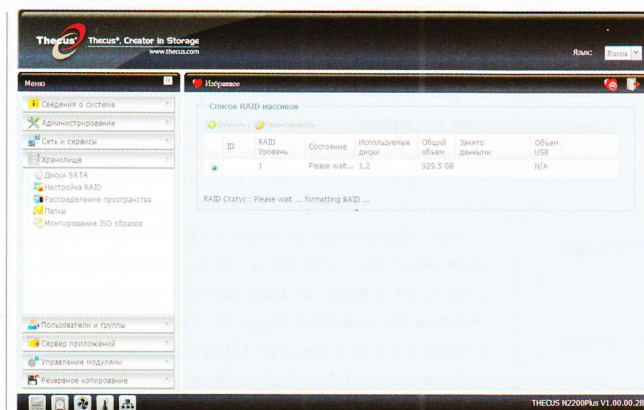 Thecus
Thecus®, Creator in Storage
www.thecus.com
Язык: Russia
Меню
Избранное
Сведения о системе
Администрирование
Сеть и сервисы
Хранилище
Диски SATA
Настройка RAID
Распределение пространства
Папки
Монтирование ISO образов
Пользователи и группы
Сервер приложений
Управление модулями
Резервное копирование
Список RAID массивов
Создать
Редактировать
ID RAID Уровень Состояние Используемые диски Общий объем Занято данными Объем USB
1 Please wait... 1,2 929.5 GB N/A
RAID Статус : Please wait ... formatting RAID ...
THECUS N2200Plus V1.00.00.28